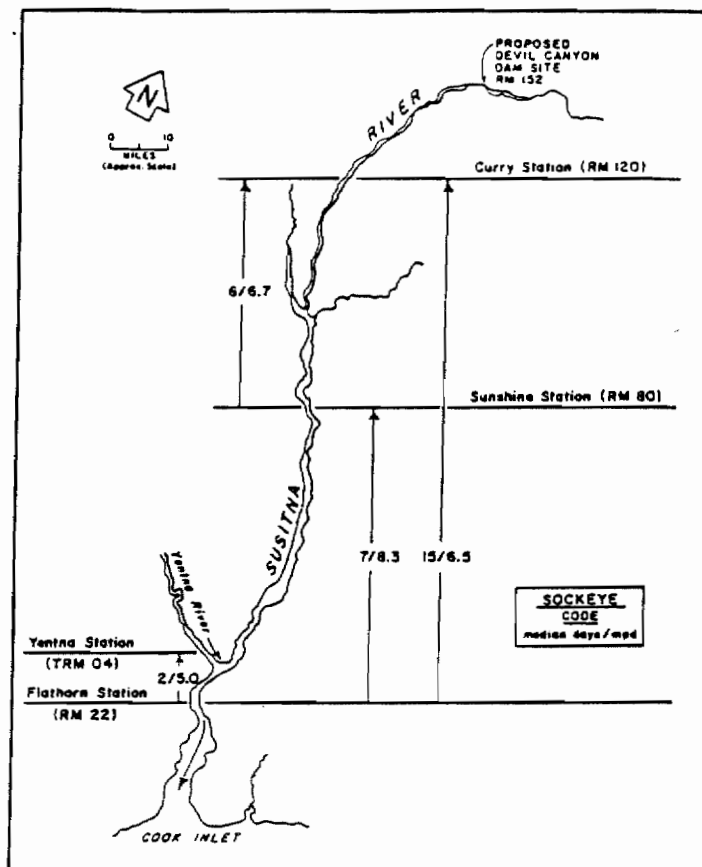 PROPOSED
DEVIL CANYON
DAM SITE
RM 152
N
0 10
MILES
(Approx. Scale)
RIVER
Curry Station (RM 120)
6/6.7
Sunshine Station (RM 80)
SUSITNA
7/8.3
15/6.5
Yentna River
SOCKEYE
CODE
median days/mpd
Yentna Station
(TRM 04)
2/5.0
Flathorn Station
(RM 22)
COOK INLET